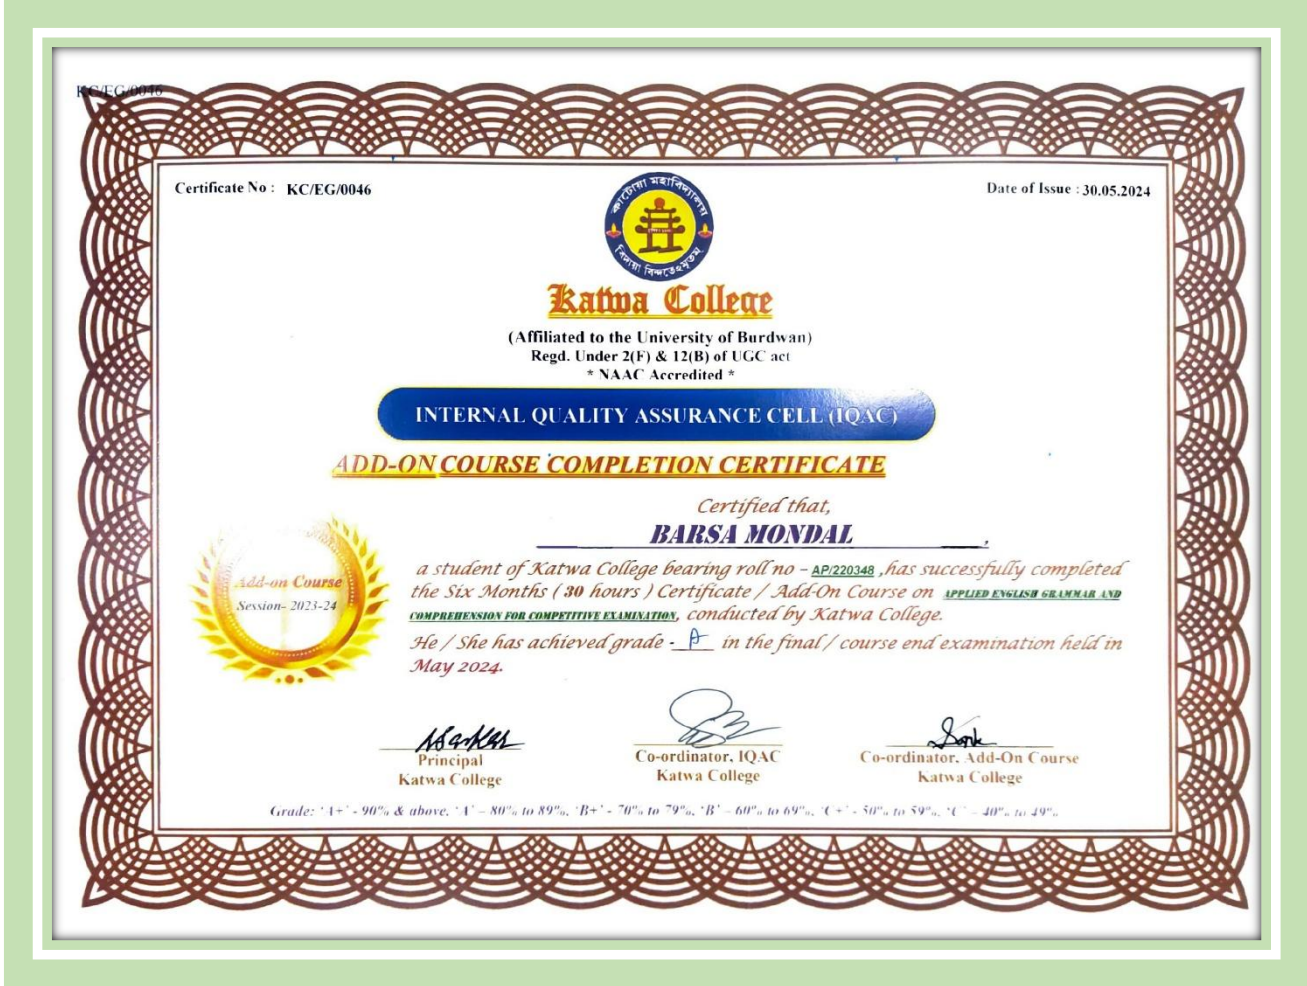 KC/EG/0046
Certificate No : KC/EG/0046
Date of Issue : 30.05.2024
কাটোয়া মহাবিদ্যালয়
Katwa College
(Affiliated to the University of Burdwan)
Regd. Under 2(F) & 12(B) of UGC act
* NAAC Accredited *
INTERNAL QUALITY ASSURANCE CELL (IQAC)
ADD-ON COURSE COMPLETION CERTIFICATE
Certified that,
BARSA MONDAL ,
Add-on Course
Session- 2023-24
a student of Katwa College bearing roll no – AP/220348 ,has successfully completed
the Six Months ( 30 hours ) Certificate / Add-On Course on APPLIED ENGLISH GRAMMAR AND
COMPREHENSION FOR COMPETITIVE EXAMINATION, conducted by Katwa College.
He / She has achieved grade - A in the final / course end examination held in
May 2024.
Principal
Katwa College
Co-ordinator, IQAC
Katwa College
Co-ordinator, Add-On Course
Katwa College
Grade: 'A+' - 90% & above, 'A' – 80% to 89%, 'B+' - 70% to 79%, 'B' – 60% to 69%, 'C+' - 50% to 59%, 'C' – 40% to 49%